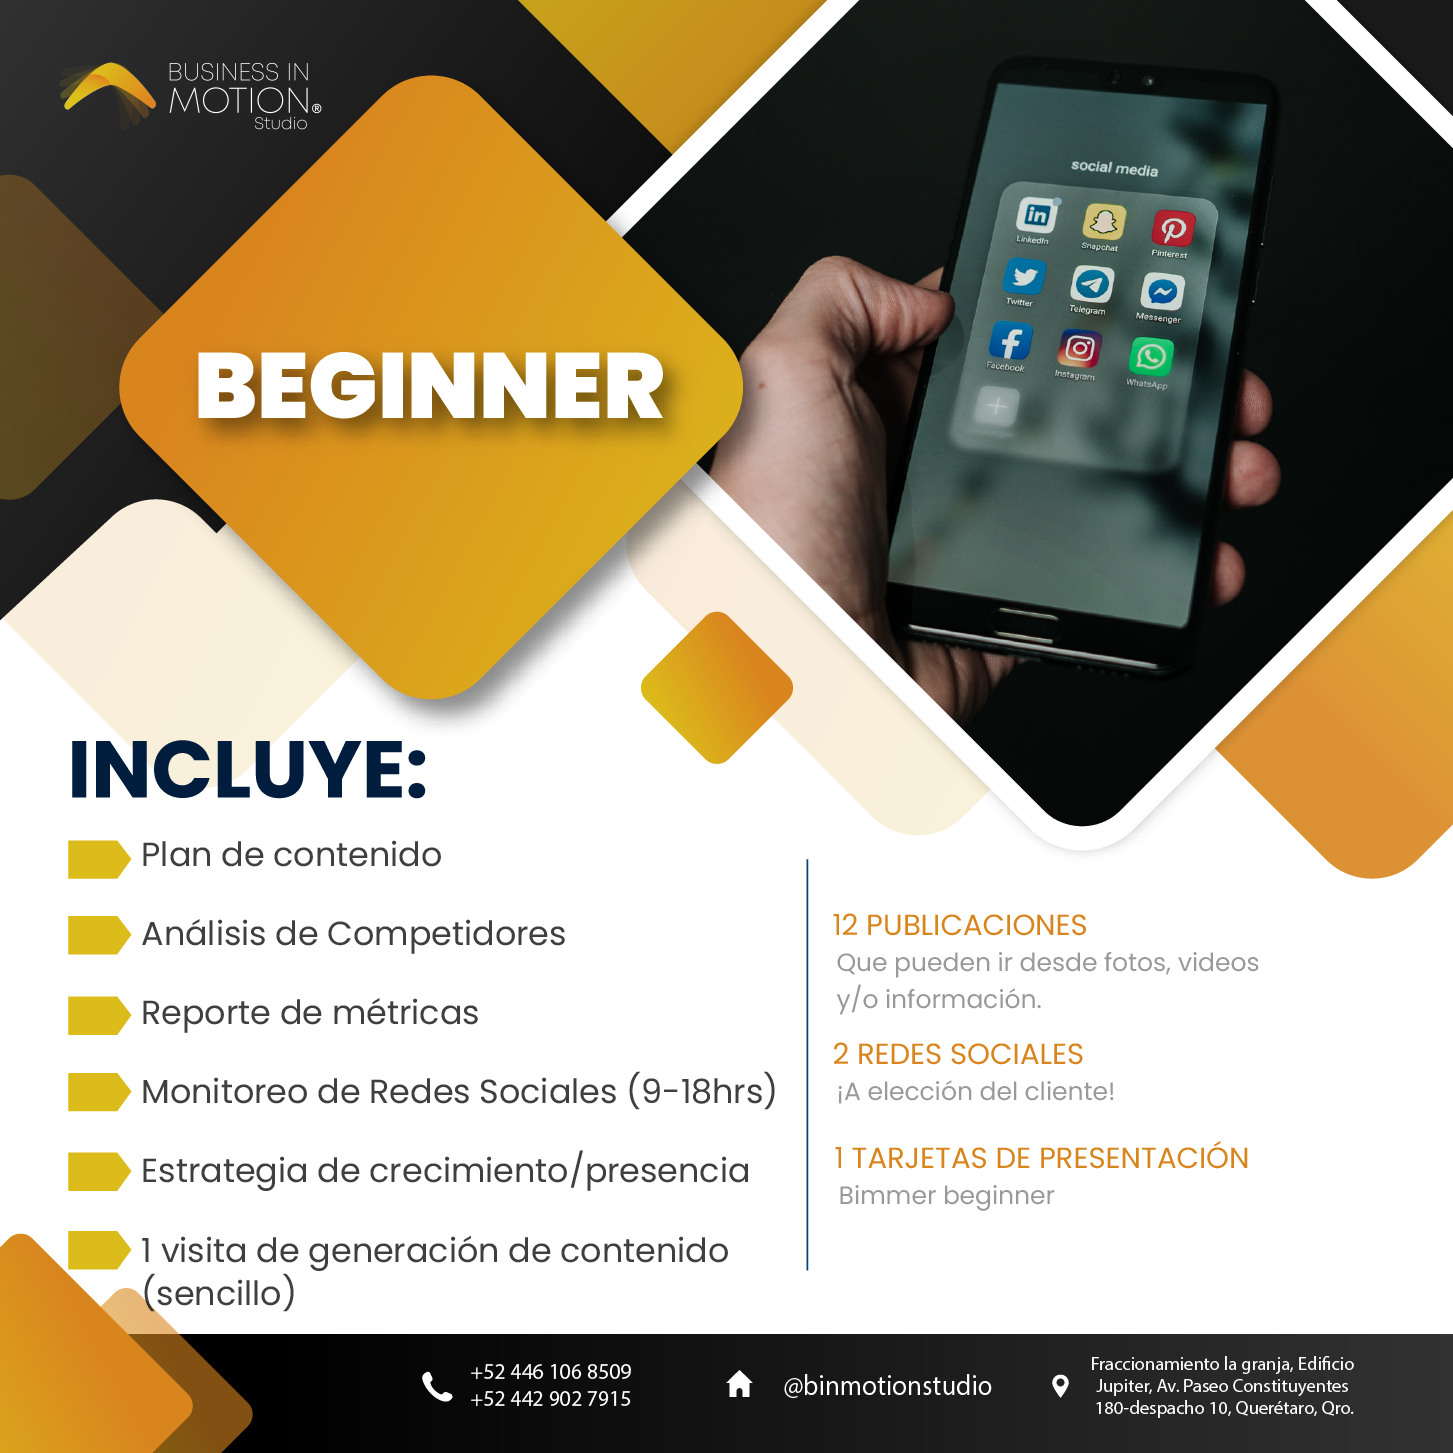 BUSINESS IN
MOTION®
Studio
social media
LinkedIn
Snapchat
Pinterest
Twitter
Telegram
Messenger
Facebook
Instagram
WhatsApp
BEGINNER
INCLUYE:
Plan de contenido
Análisis de Competidores
Reporte de métricas
Monitoreo de Redes Sociales (9-18hrs)
Estrategia de crecimiento/presencia
1 visita de generación de contenido
(sencillo)
12 PUBLICACIONES
Que pueden ir desde fotos, videos
y/o información.
2 REDES SOCIALES
¡A elección del cliente!
1 TARJETAS DE PRESENTACIÓN
Bimmer beginner
+52 446 106 8509
+52 442 902 7915
@binmotionstudio
Fraccionamiento la granja, Edificio
Jupiter, Av. Paseo Constituyentes
180-despacho 10, Querétaro, Qro.